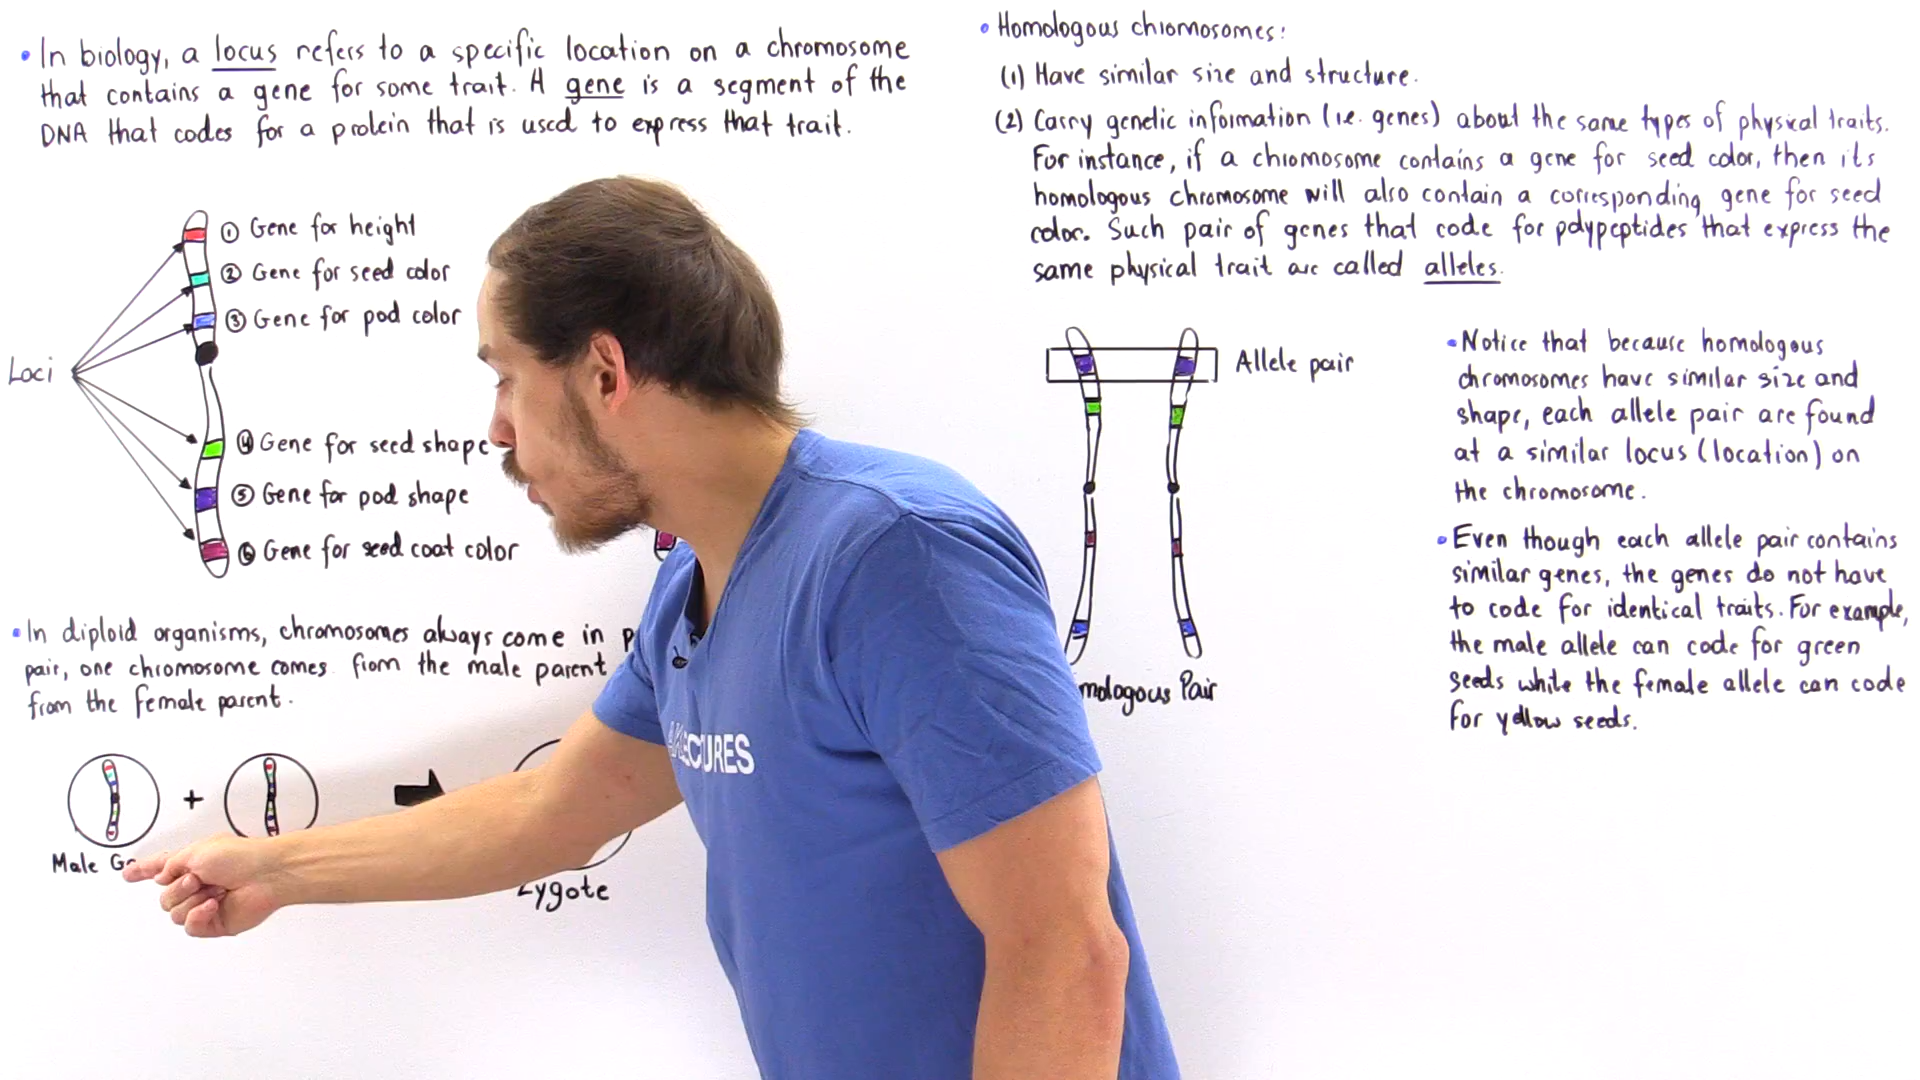 • In biology, a locus refers to a specific location on a chromosome
that contains a gene for some trait. A gene is a segment of the
DNA that codes for a protein that is used to express that trait.
① Gene for height
② Gene for seed color
③ Gene for pod color
Loci
④ Gene for seed shape
⑤ Gene for pod shape
⑥ Gene for seed coat color
• In diploid organisms, chromosomes always come in
pair, one chromosome comes from the male parent
from the female parent.
+
Male
Zygote
LECTURES
• Homologous chromosomes:
(1) Have similar size and structure.
(2) Carry genetic information (i.e. genes) about the same types of physical traits.
For instance, if a chromosome contains a gene for seed color, then its
homologous chromosome will also contain a corresponding gene for seed
color. Such pair of genes that code for polypeptides that express the
same physical trait are called alleles.
Allele pair
mologous Pair
• Notice that because homologous
chromosomes have similar size and
shape, each allele pair are found
at a similar locus (location) on
the chromosome.
• Even though each allele pair contains
similar genes, the genes do not have
to code for identical traits. For example,
the male allele can code for green
seeds while the female allele can code
for yellow seeds.